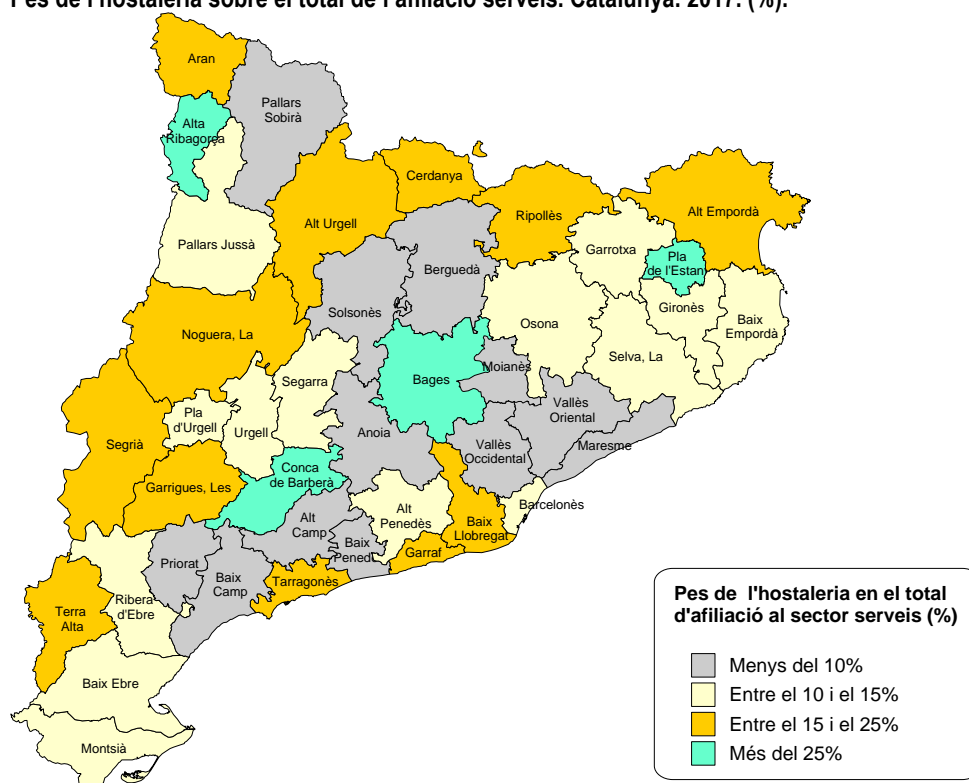 Pes de l'hostaleria sobre el total de l'afiliació serveis. Catalunya. 2017. (%).
Aran
Pallars
Sobirà
Alta
Ribagorça
Cerdanya
Ripollès
Alt Empordà
Alt Urgell
Garrotxa
Pallars Jussà
Pla
de l'Estan
Berguedà
Gironès
Solsonès
Osona
Baix
Empordà
Noguera, La
Selva, La
Moianès
Segarra
Bages
Vallès
Oriental
Pla
d'Urgell
Urgell
Anoia
Segrià
Vallès
Occidental
Maresme
Conca
de Barberà
Garrigues, Les
Barcelonès
Alt
Camp
Alt
Penedès
Baix
Llobregat
Baix
Pened
Garraf
Priorat
Baix
Camp
Tarragonès
Ribera
d'Ebre
Terra
Alta
Baix Ebre
Montsià
Pes de l'hostaleria en el total
d'afiliació al sector serveis (%)
Menys del 10%
Entre el 10 i el 15%
Entre el 15 i el 25%
Més del 25%